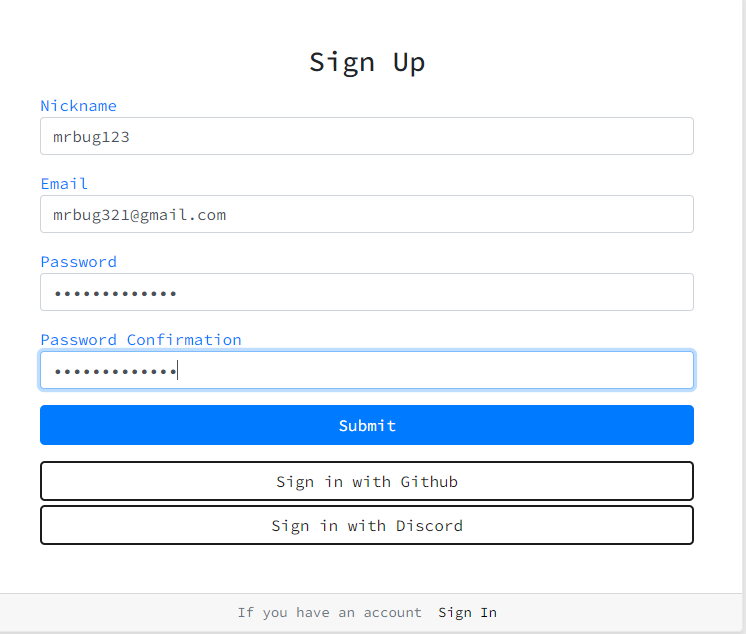 Sign Up
Nickname
mrbug123
Email
mrbug321@gmail.com
Password
•••••••••••••
Password Confirmation
•••••••••••••
Submit
Sign in with Github
Sign in with Discord
If you have an account Sign In